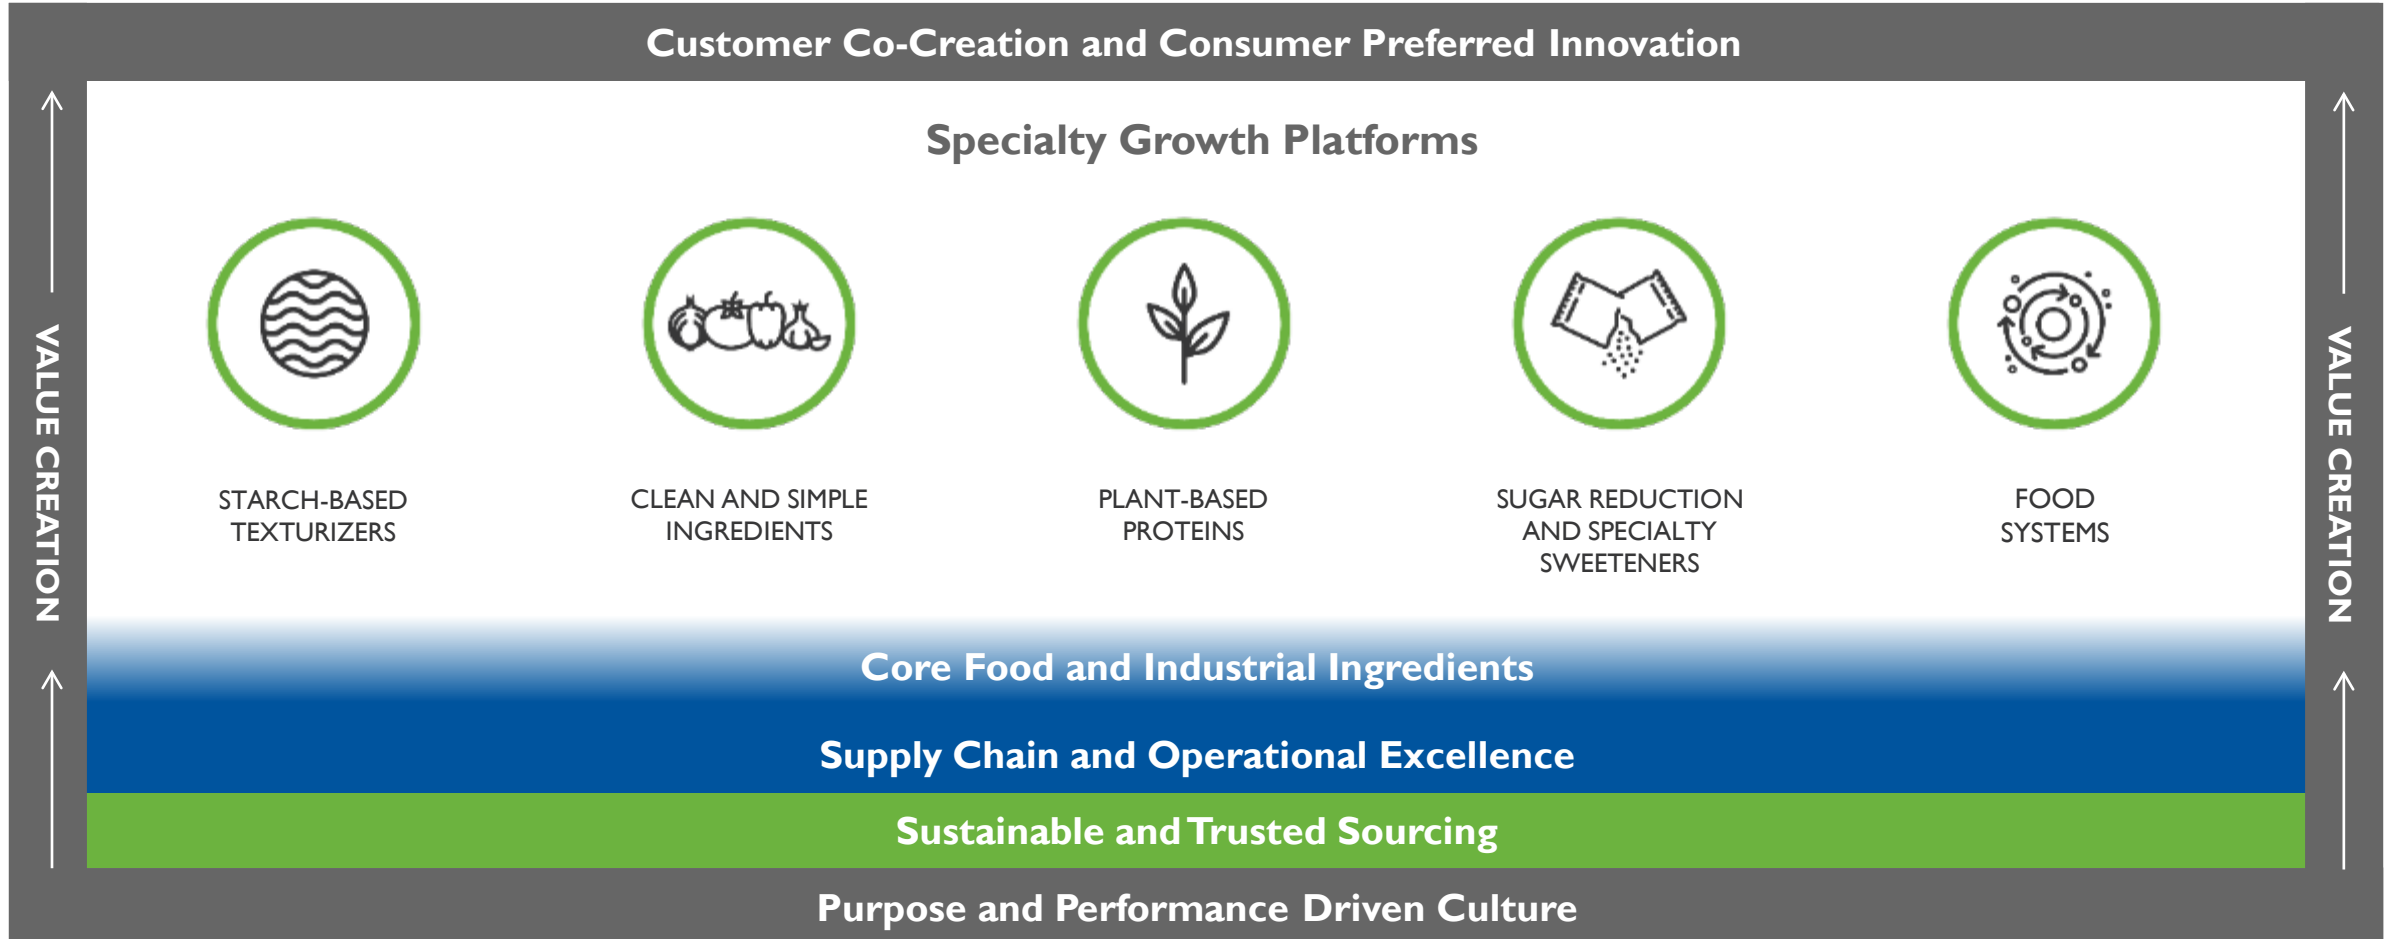 Customer Co-Creation and Consumer Preferred Innovation
Specialty Growth Platforms
STARCH-BASED
TEXTURIZERS
CLEAN AND SIMPLE
INGREDIENTS
PLANT-BASED
PROTEINS
SUGAR REDUCTION
AND SPECIALTY
SWEETENERS
FOOD
SYSTEMS
VALUE CREATION
VALUE CREATION
Core Food and Industrial Ingredients
Supply Chain and Operational Excellence
Sustainable and Trusted Sourcing
Purpose and Performance Driven Culture